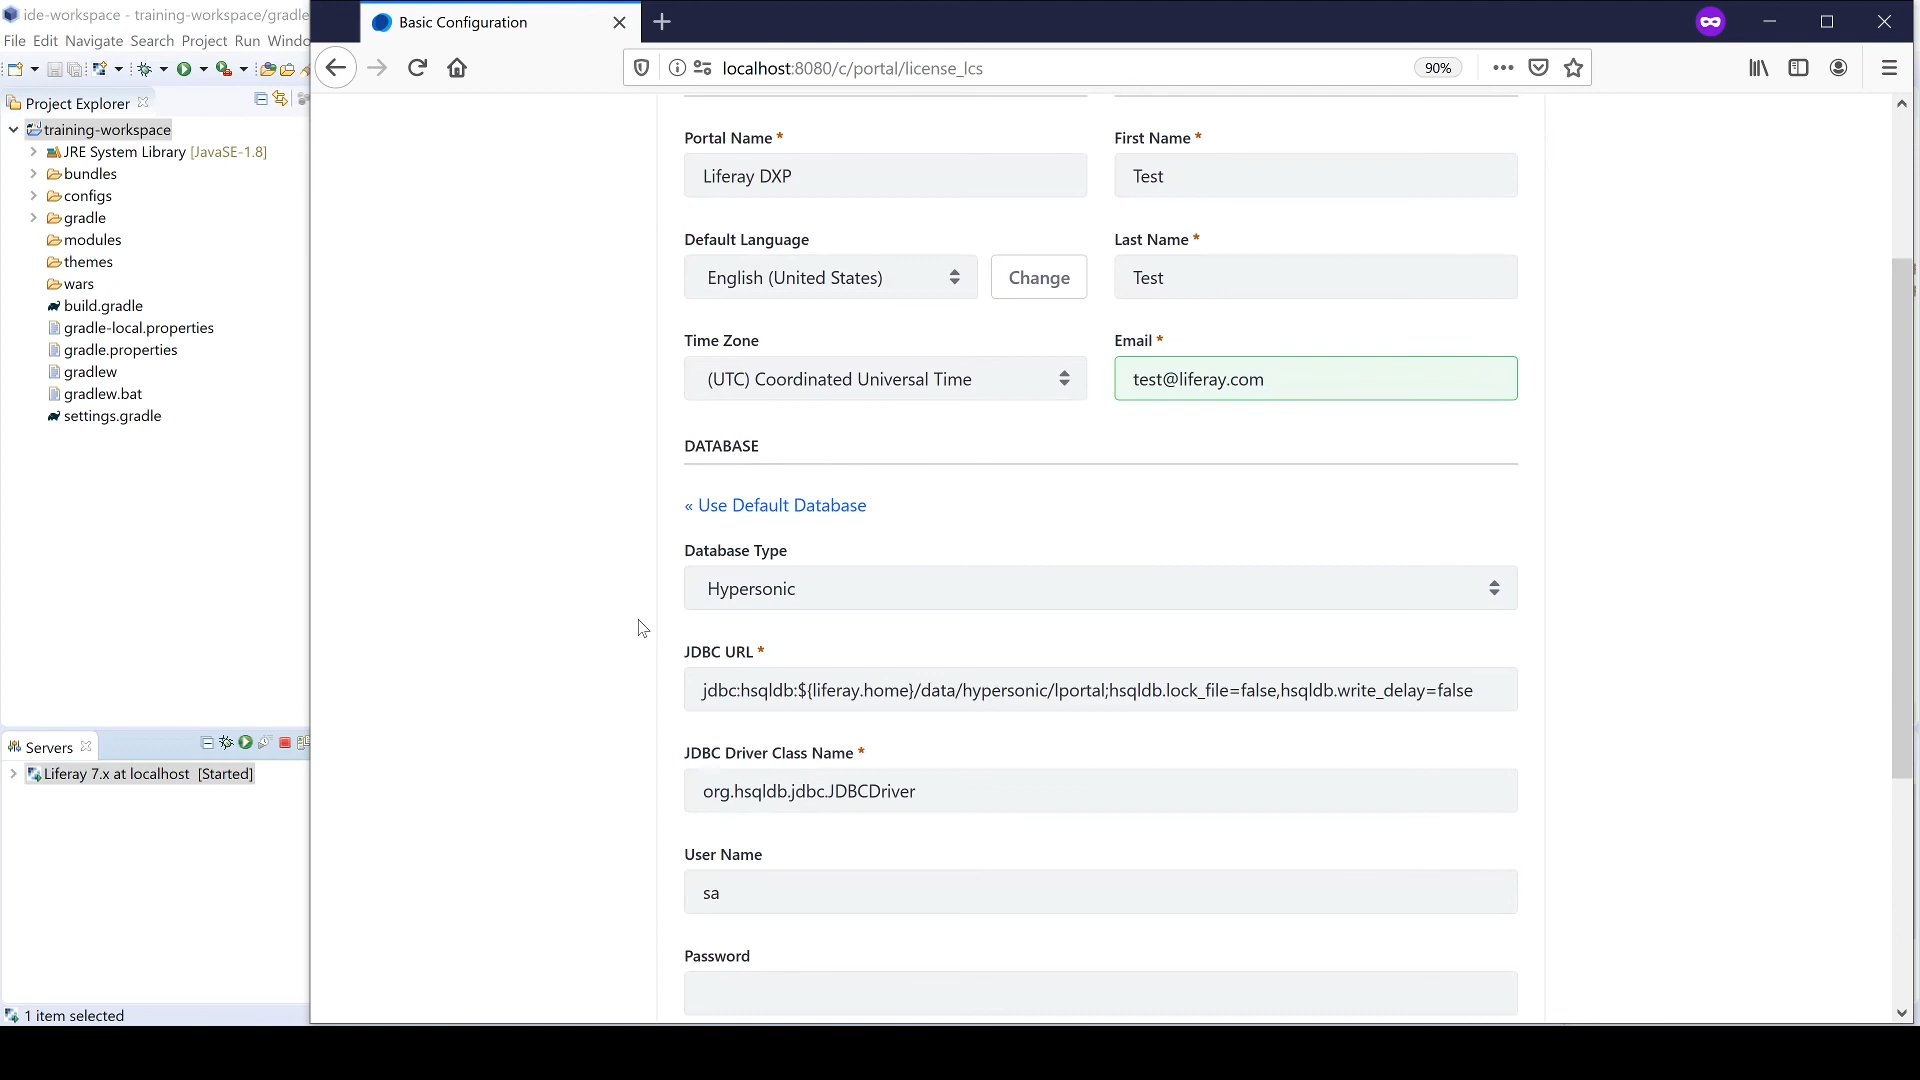 ide-workspace - training-workspace/gradle
File Edit Navigate Search Project Run Windo
Project Explorer
training-workspace
JRE System Library [JavaSE-1.8]
bundles
configs
gradle
modules
themes
wars
build.gradle
gradle-local.properties
gradle.properties
gradlew
gradlew.bat
settings.gradle
Servers
Liferay 7.x at localhost [Started]
1 item selected
Basic Configuration
localhost:8080/c/portal/license_lcs
90%
Portal Name *
First Name *
Liferay DXP
Test
Default Language
Last Name *
English (United States)
Change
Test
Time Zone
Email *
(UTC) Coordinated Universal Time
test@liferay.com
DATABASE
« Use Default Database
Database Type
Hypersonic
JDBC URL *
jdbc:hsqldb:${liferay.home}/data/hypersonic/lportal;hsqldb.lock_file=false,hsqldb.write_delay=false
JDBC Driver Class Name *
org.hsqldb.jdbc.JDBCDriver
User Name
sa
Password